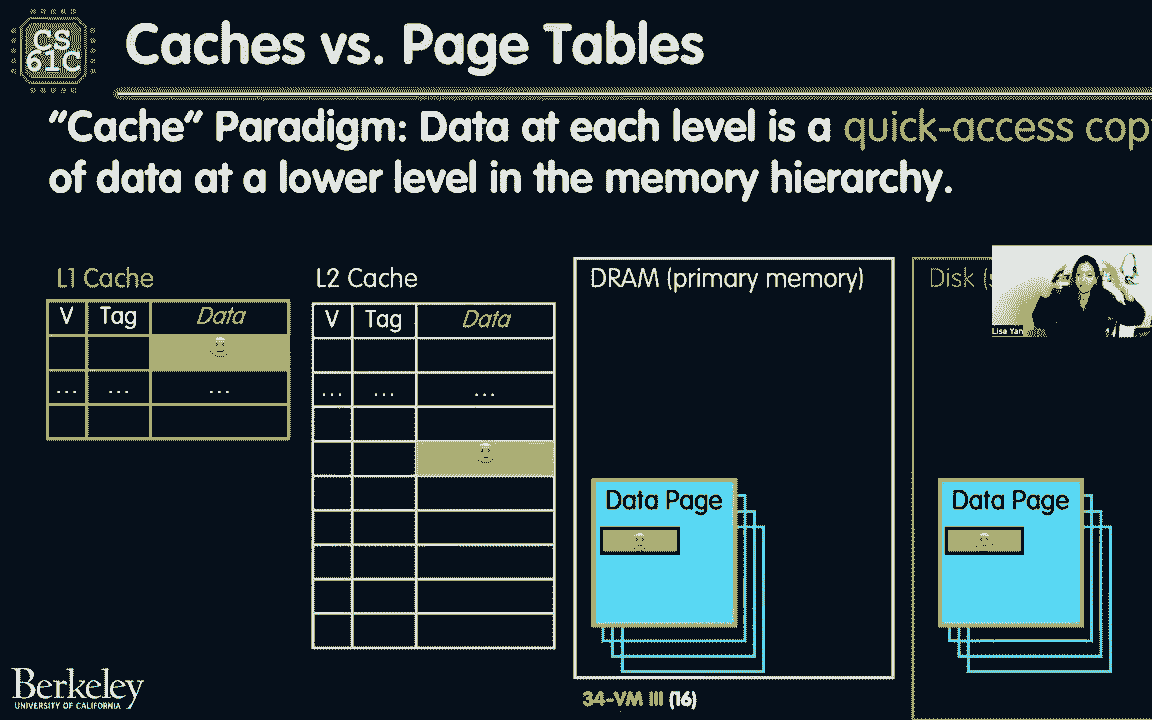 CS
61C
Caches vs. Page Tables
"Cache" Paradigm: Data at each level is a quick-access cop
of data at a lower level in the memory hierarchy.
L1 Cache
V Tag Data
... ... ...
L2 Cache
V Tag Data
... ... ...
DRAM (primary memory)
Data Page
Disk (s
Lisa Yan
Data Page
Berkeley
UNIVERSITY OF CALIFORNIA
34-VM III (16)